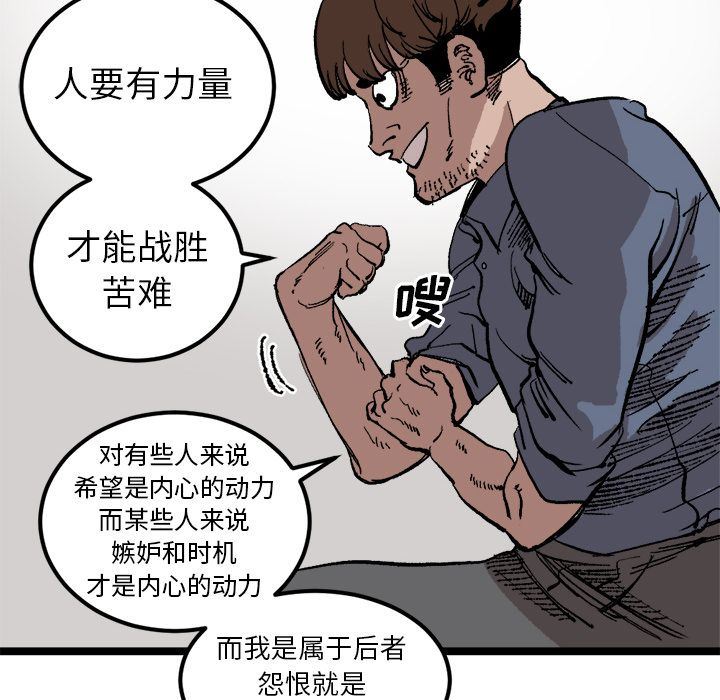 人要有力量
才能战胜
苦难
嗖
对有些人来说
希望是内心的动力
而某些人来说
嫉妒和时机
才是内心的动力
而我是属于后者
怨恨就是